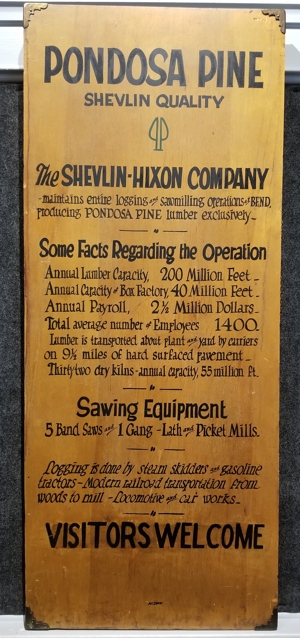 PONDOSA PINE
SHEVLIN QUALITY
PP
The SHEVLIN-HIXON COMPANY
-maintains entire logging and sawmilling operations at BEND,
producing PONDOSA PINE lumber exclusively-
Some Facts Regarding the Operation
Annual Lumber Capacity, 200 Million Feet-
Annual Capacity of Box Factory, 40 Million Feet-
Annual Payroll, 2½ Million Dollars-
Total average number of Employees 1400.
Lumber is transported about plant and yard by carriers
on 9½ miles of hard surfaced pavement-
Thirty two dry kilns-annual capacity, 55 million ft.
Sawing Equipment
5 Band Saws and 1 Gang-Lath and Picket Mills.
Logging is done by steam skidders and gasoline
tractors-Modern railroad transportation from
woods to mill-Locomotive and car works-
VISITORS WELCOME